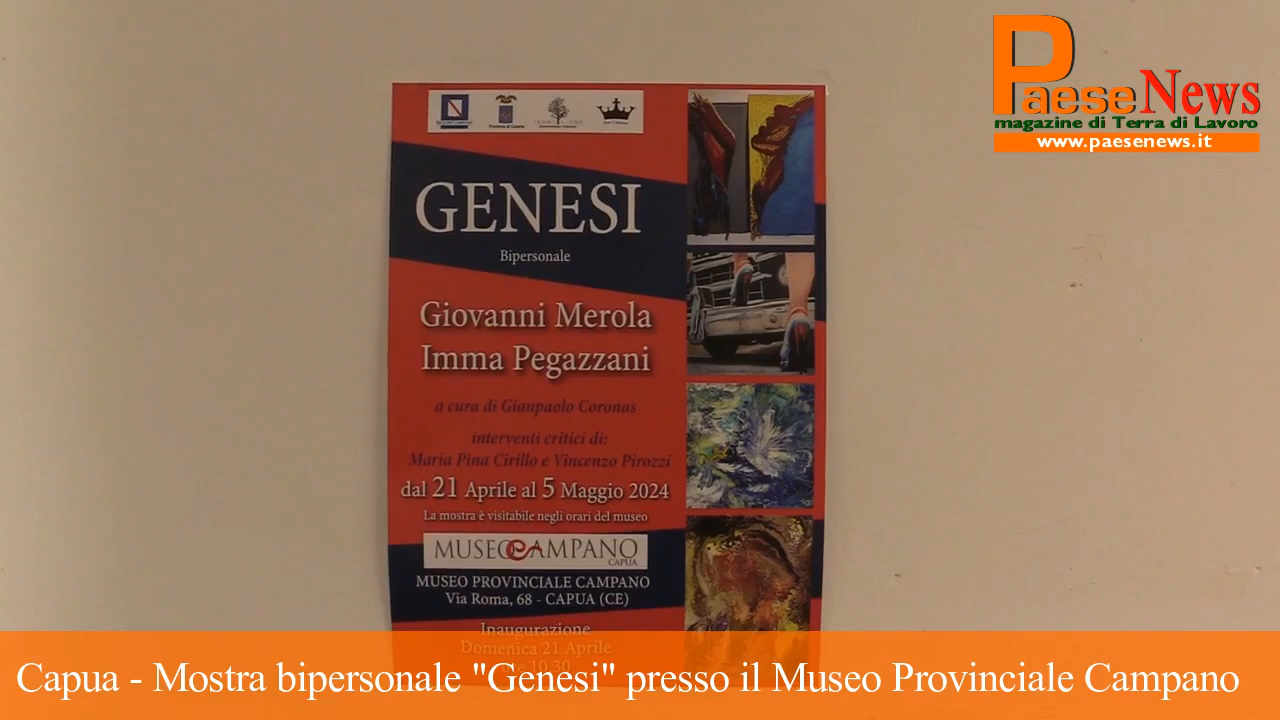 PaeseNews
magazine di Terra di Lavoro
www.paesenews.it
GENESI
Bipersonale
Giovanni Merola
Imma Pegazzani
a cura di Gianpaolo Coronas
interventi critici di:
Maria Pina Cirillo e Vincenzo Pirozzi
dal 21 Aprile al 5 Maggio 2024
La mostra è visitabile negli orari del museo
MUSEO CAMPANO
CAPUA
MUSEO PROVINCIALE CAMPANO
Via Roma, 68 - CAPUA (CE)
Inaugurazione
Domenica 21 Aprile
10.30
Capua - Mostra bipersonale "Genesi" presso il Museo Provinciale Campano